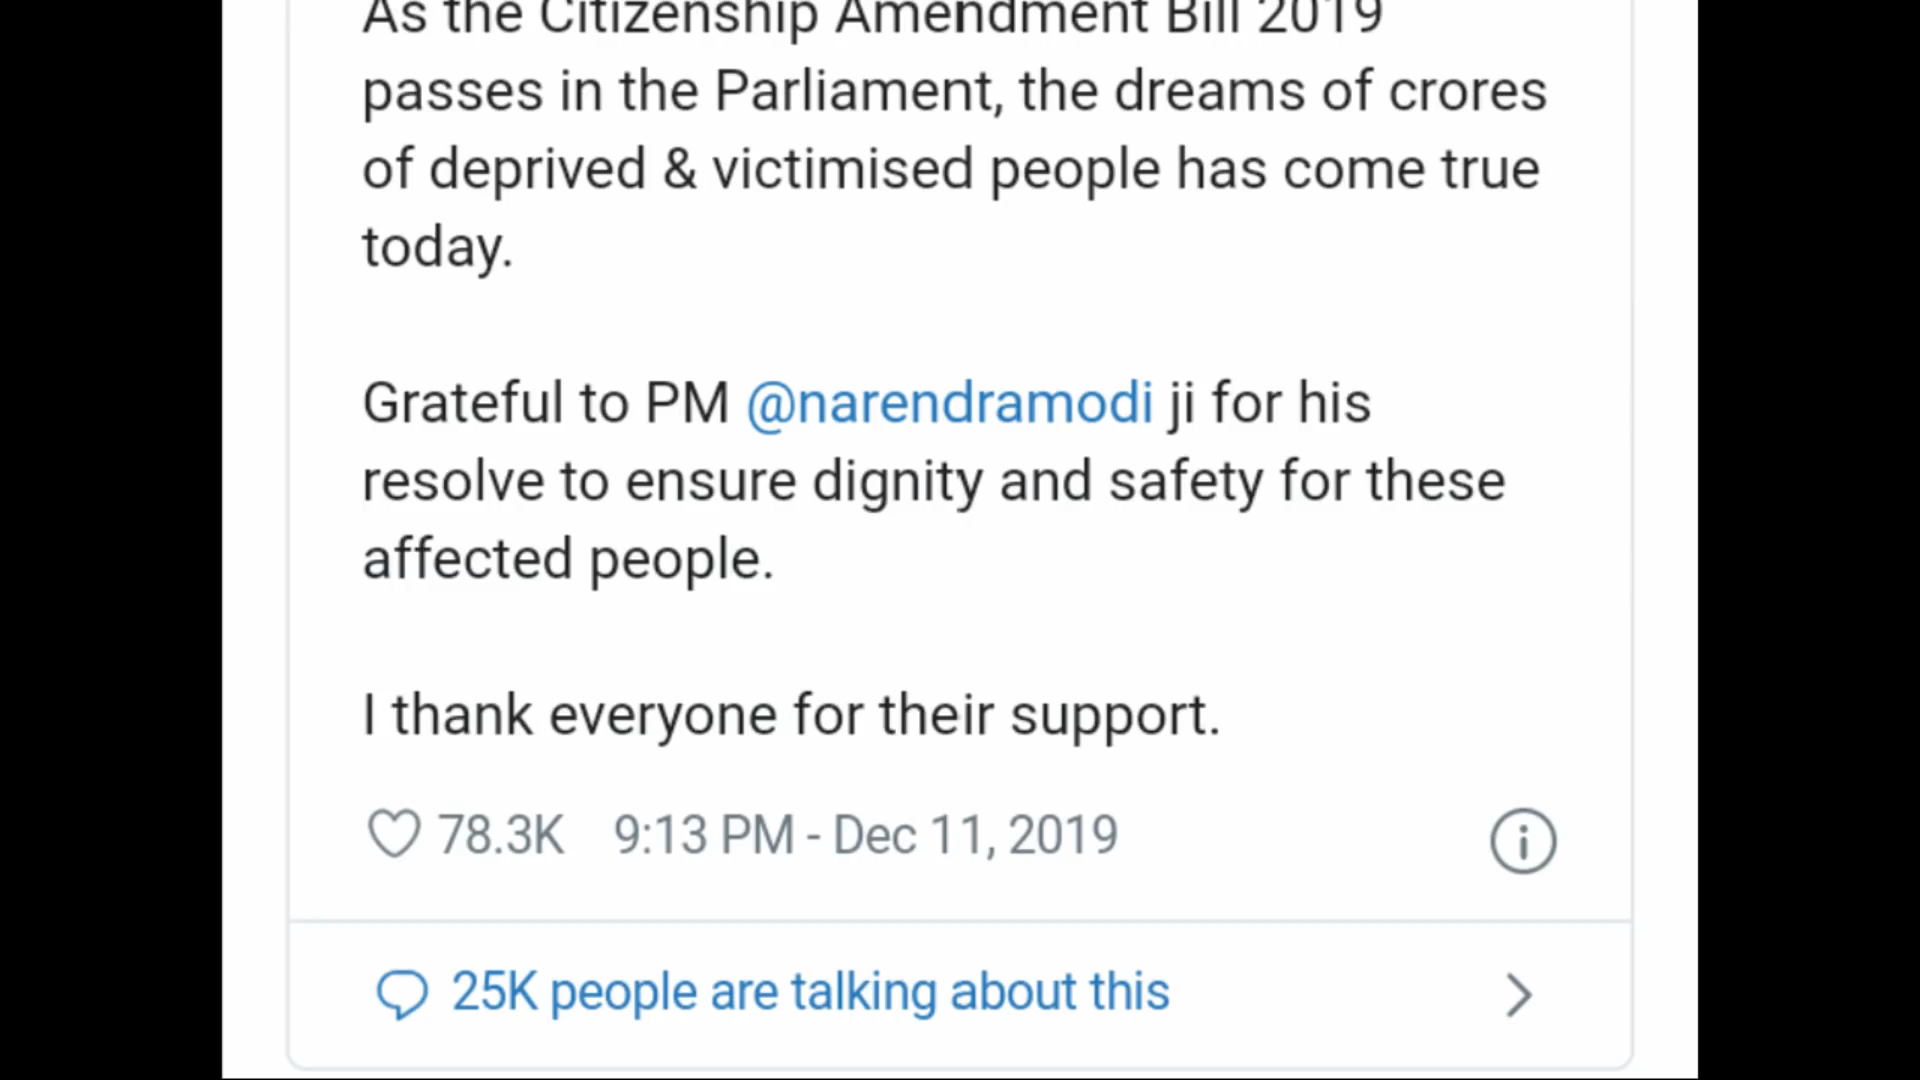 As the Citizenship Amendment Bill 2019
passes in the Parliament, the dreams of crores
of deprived & victimised people has come true
today.
Grateful to PM @narendramodi ji for his
resolve to ensure dignity and safety for these
affected people.
I thank everyone for their support.
78.3K 9:13 PM - Dec 11, 2019
25K people are talking about this